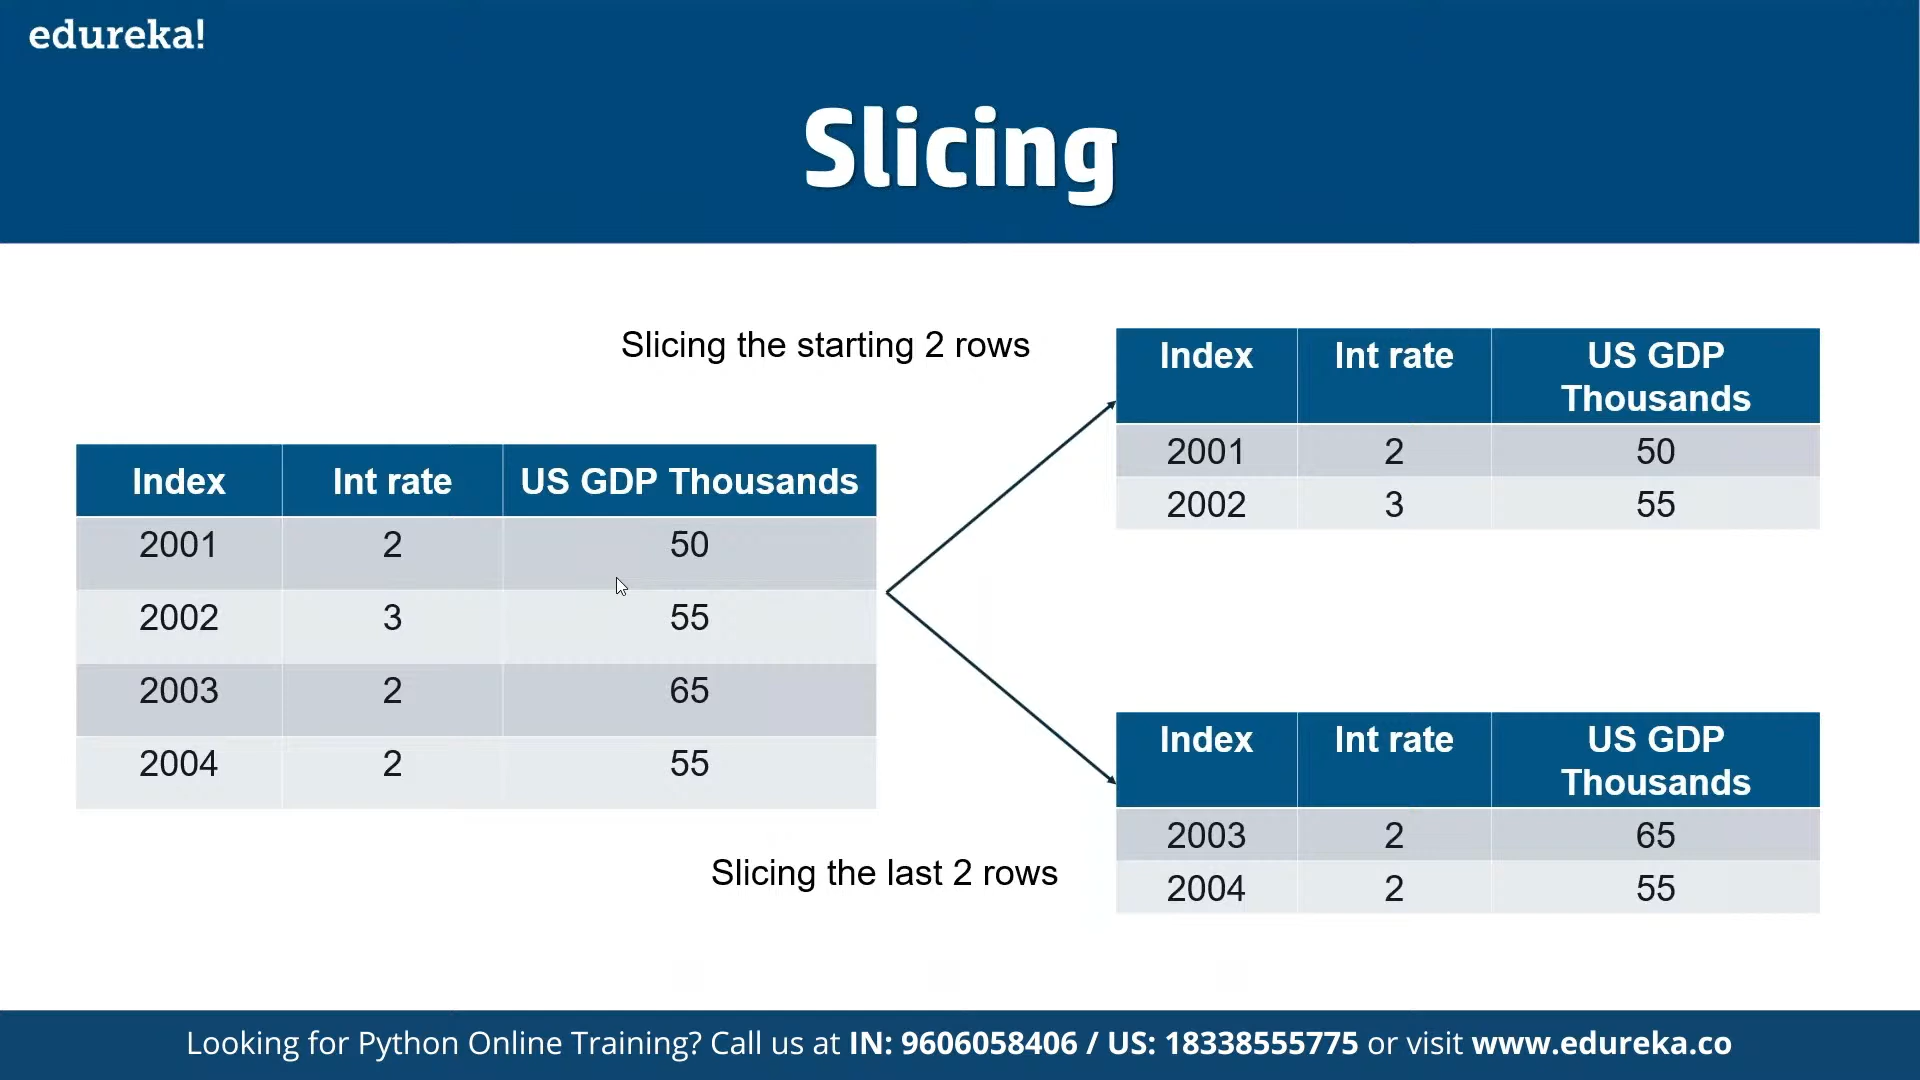 edureka!
Slicing
Slicing the starting 2 rows
Index Int rate US GDP Thousands
2001 2 50
2002 3 55
2003 2 65
2004 2 55
Index Int rate US GDP
Thousands
2001 2 50
2002 3 55
Slicing the last 2 rows
Index Int rate US GDP
Thousands
2003 2 65
2004 2 55
Looking for Python Online Training? Call us at IN: 9606058406 / US: 18338555775 or visit www.edureka.co